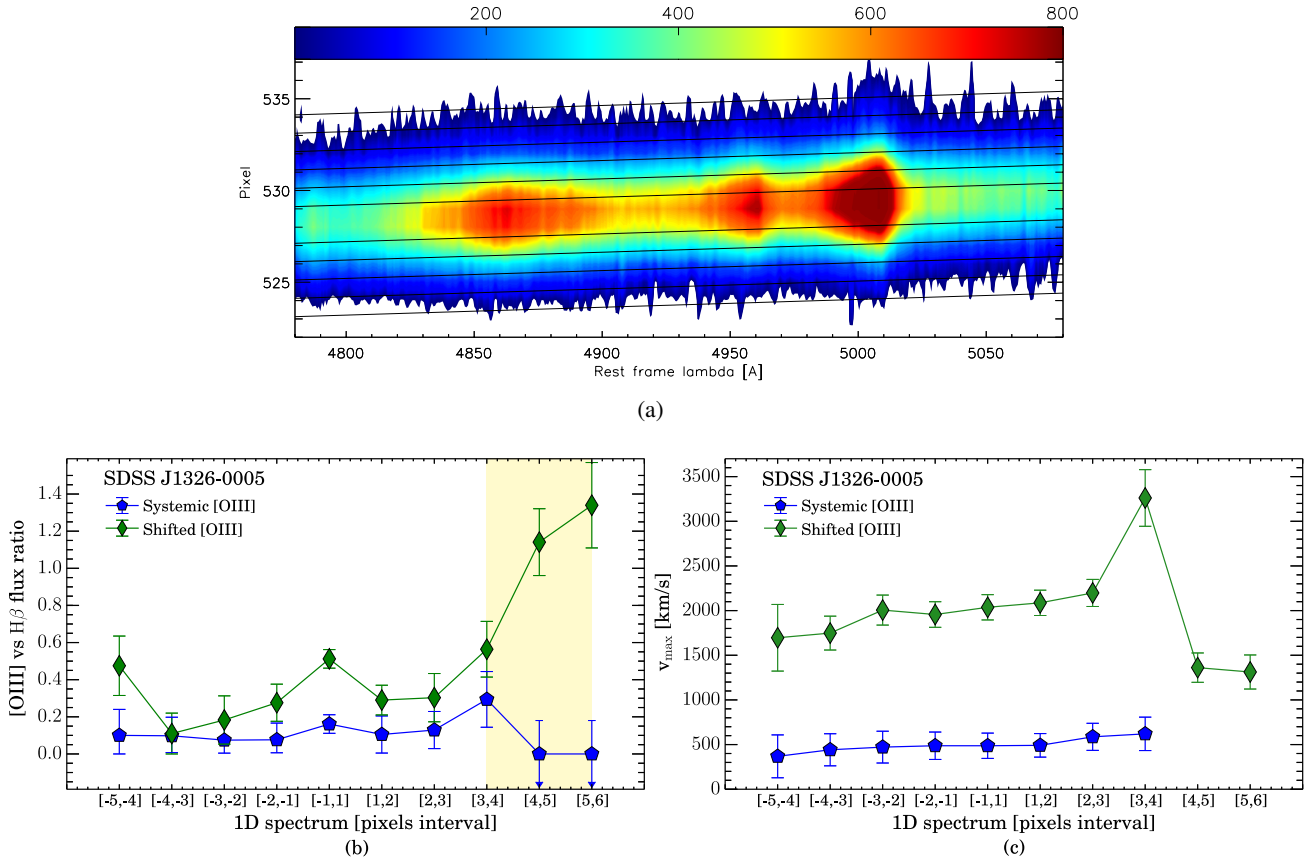 200 400 600 800
535
530
525
Pixel
4800 4850 4900 4950 5000 5050
Rest frame lambda [A]
(a)
SDSS J1326-0005
Systemic [OIII]
Shifted [OIII]
1.4
1.2
1.0
0.8
0.6
0.4
0.2
0.0
[OIII] vs Hβ flux ratio
[-5,-4] [-4,-3] [-3,-2] [-2,-1] [-1,1] [1,2] [2,3] [3,4] [4,5] [5,6]
1D spectrum [pixels interval]
(b)
SDSS J1326-0005
Systemic [OIII]
Shifted [OIII]
3500
3000
2500
2000
1500
1000
500
0
vmax [km/s]
[-5,-4] [-4,-3] [-3,-2] [-2,-1] [-1,1] [1,2] [2,3] [3,4] [4,5] [5,6]
1D spectrum [pixels interval]
(c)